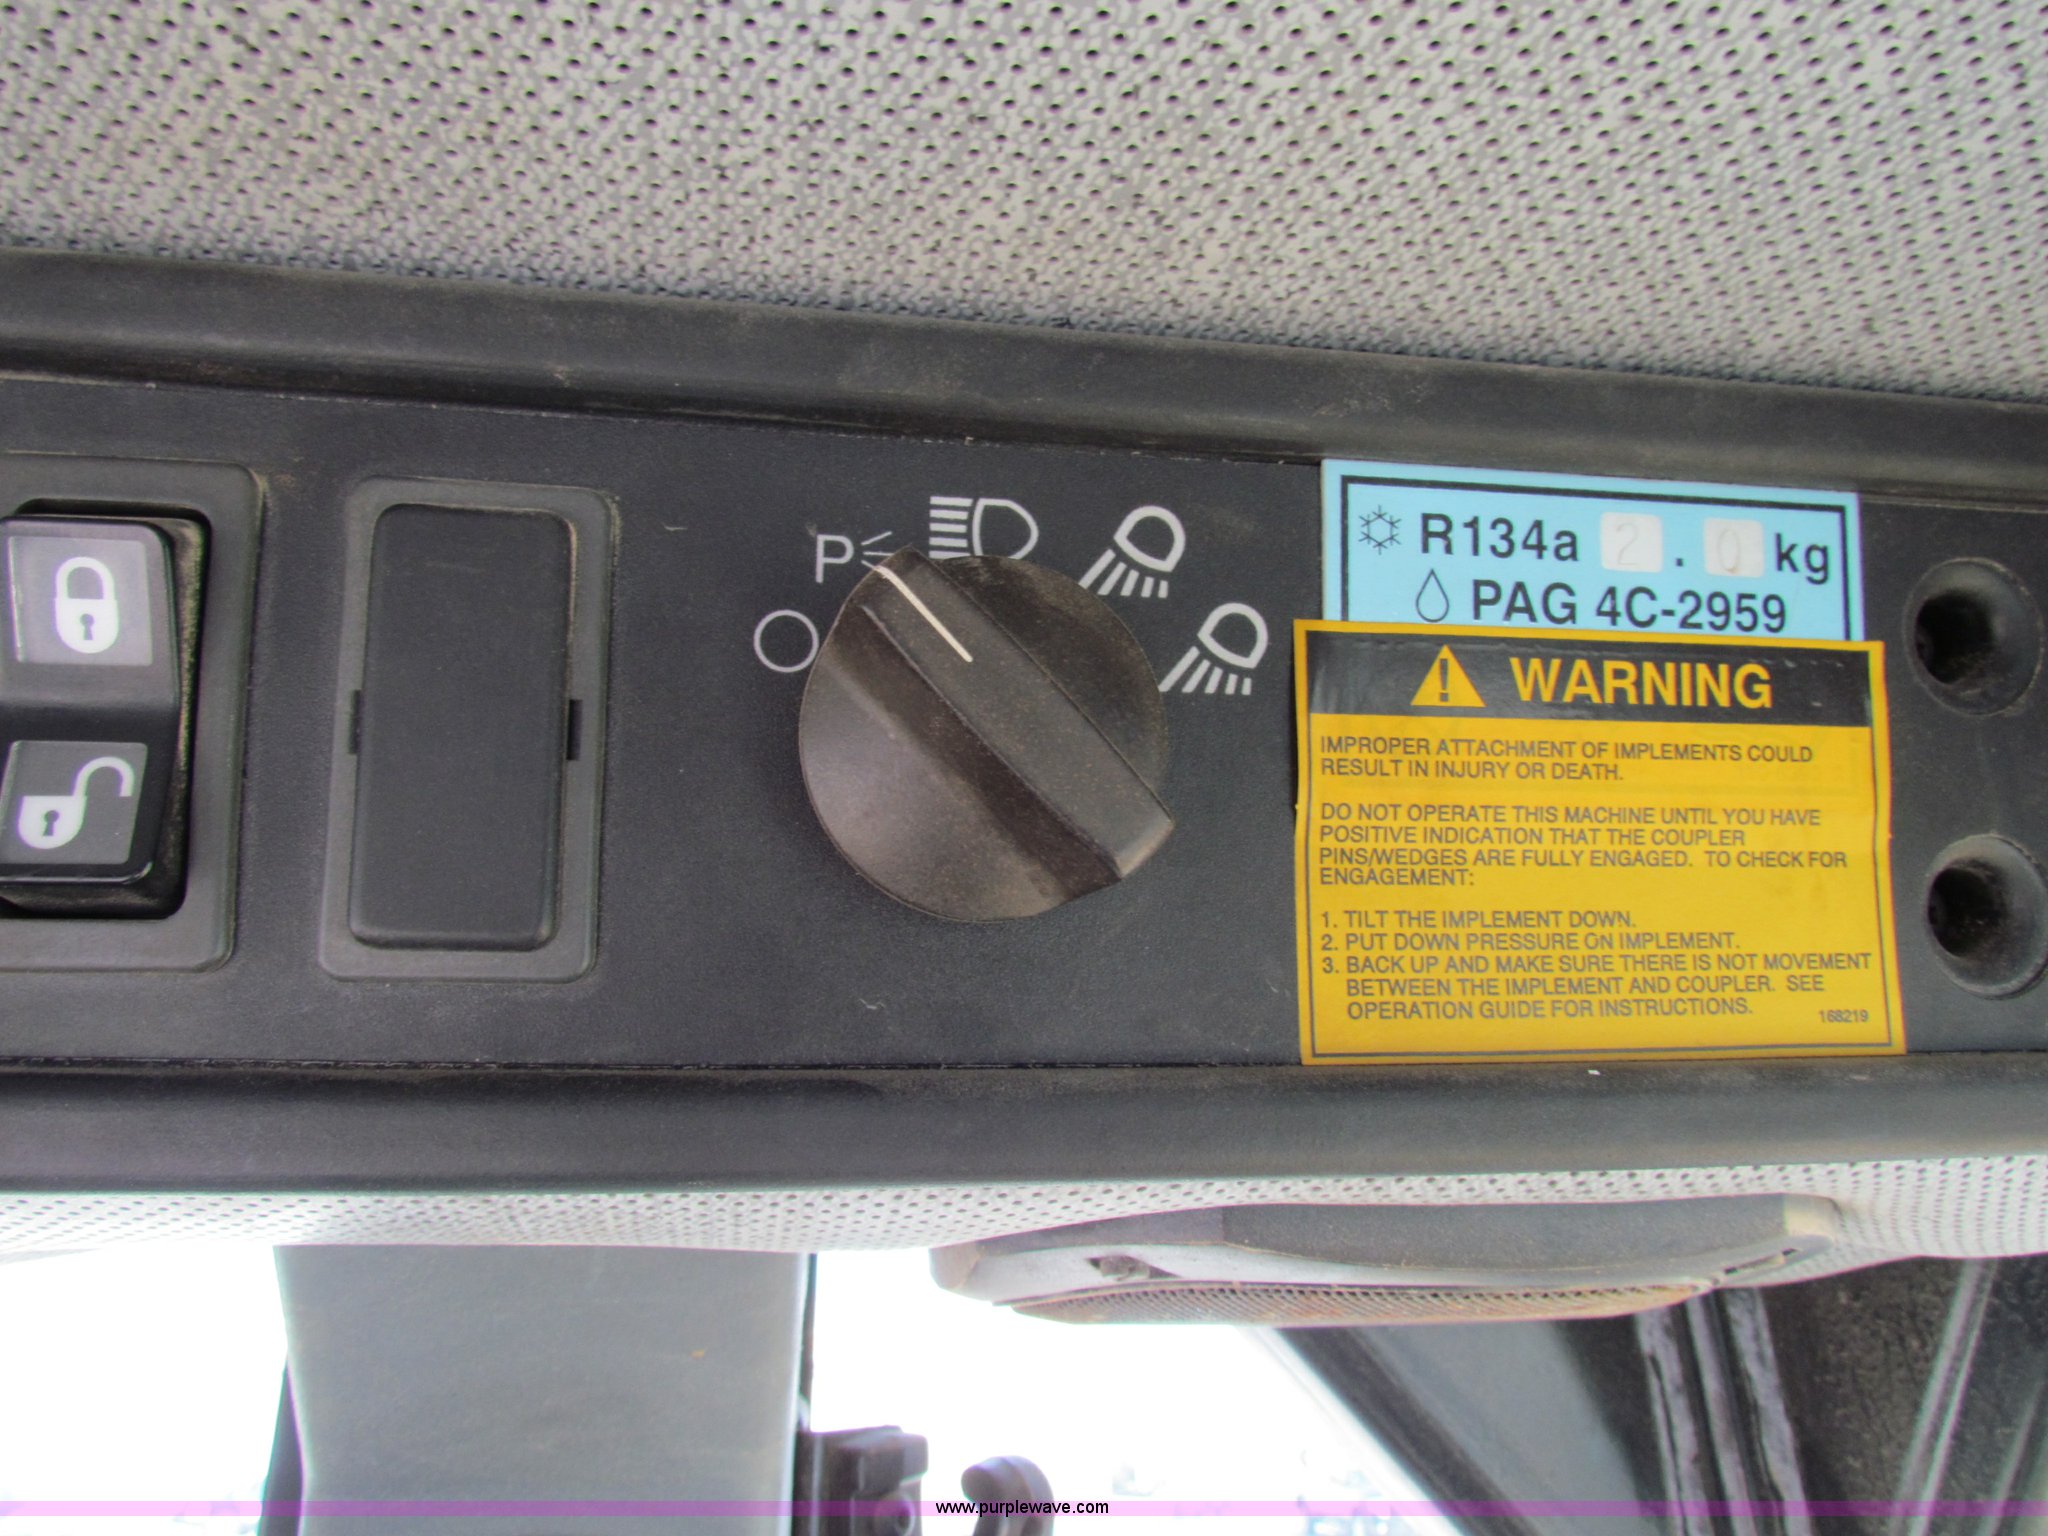 P
R134a 2.0 kg
PAG 4C-2959
WARNING
IMPROPER ATTACHMENT OF IMPLEMENTS COULD
RESULT IN INJURY OR DEATH.
DO NOT OPERATE THIS MACHINE UNTIL YOU HAVE
POSITIVE INDICATION THAT THE COUPLER
PINS/WEDGES ARE FULLY ENGAGED. TO CHECK FOR
ENGAGEMENT:
1. TILT THE IMPLEMENT DOWN.
2. PUT DOWN PRESSURE ON IMPLEMENT.
3. BACK UP AND MAKE SURE THERE IS NOT MOVEMENT
BETWEEN THE IMPLEMENT AND COUPLER. SEE
OPERATION GUIDE FOR INSTRUCTIONS.
168219
www.purplewave.com